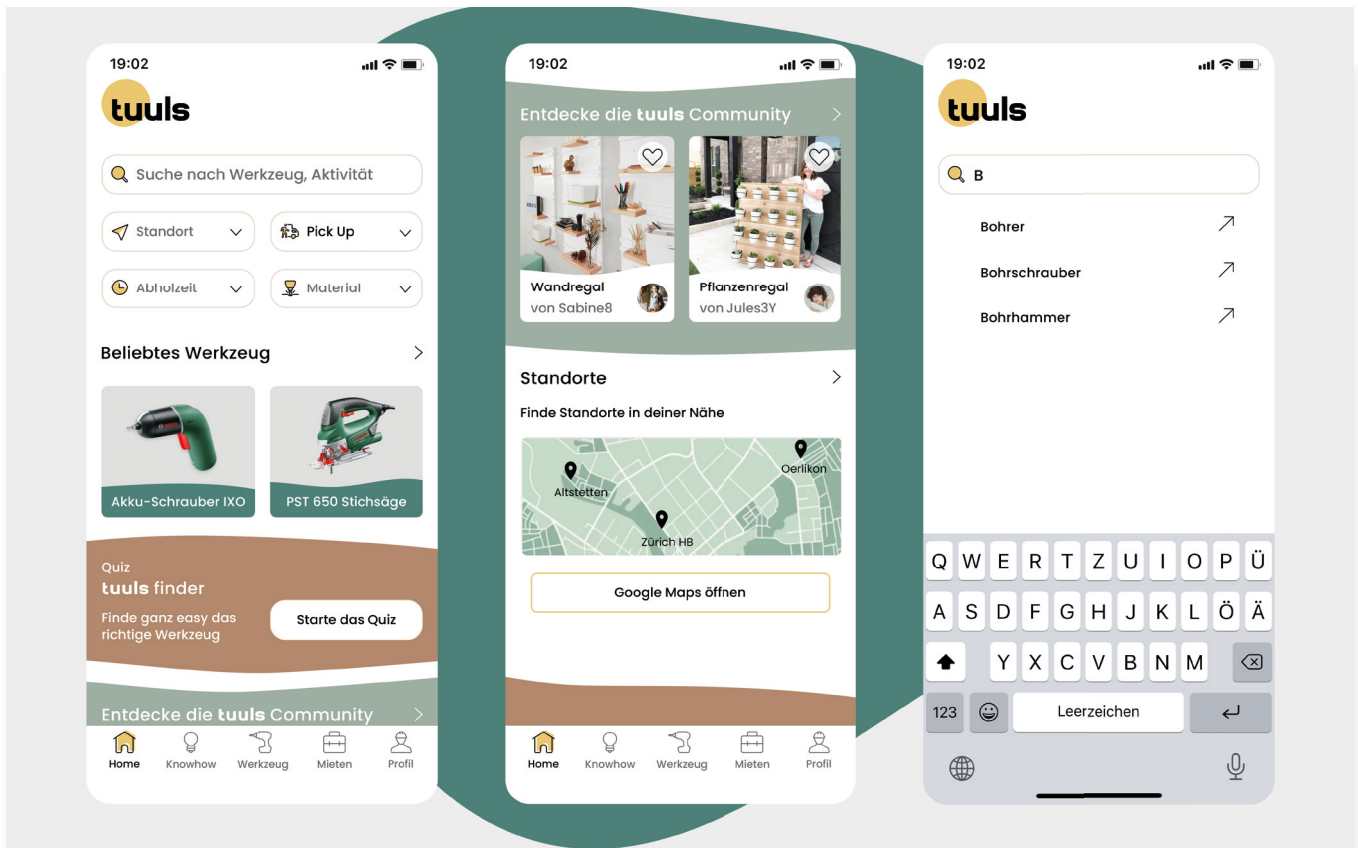 19:02
tuuls
Suche nach Werkzeug, Aktivität
Standort
Pick Up
Abholzeit
Material
Beliebtes Werkzeug
Akku-Schrauber IXO
PST 650 Stichsäge
Quiz
tuuls finder
Finde ganz easy das
richtige Werkzeug
Starte das Quiz
Entdecke die tuuls Community
Home
Knowhow
Werkzeug
Mieten
Profil
19:02
Entdecke die tuuls Community
Wandregal
von Sabine8
Pflanzenregal
von Jules3Y
Standorte
Finde Standorte in deiner Nähe
Oerlikon
Altstetten
Zürich HB
Google Maps öffnen
Home
Knowhow
Werkzeug
Mieten
Profil
19:02
tuuls
B
Bohrer
Bohrschrauber
Bohrhammer
Q W E R T Z U I O P Ü
A S D F G H J K L Ö Ä
Y X C V B N M
123
Leerzeichen